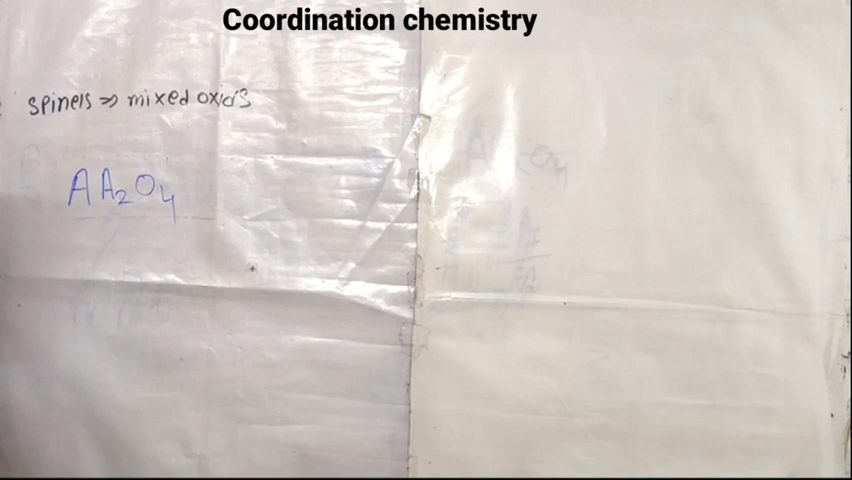 Coordination chemistry
spinels => mixed oxids
AA₂O₄